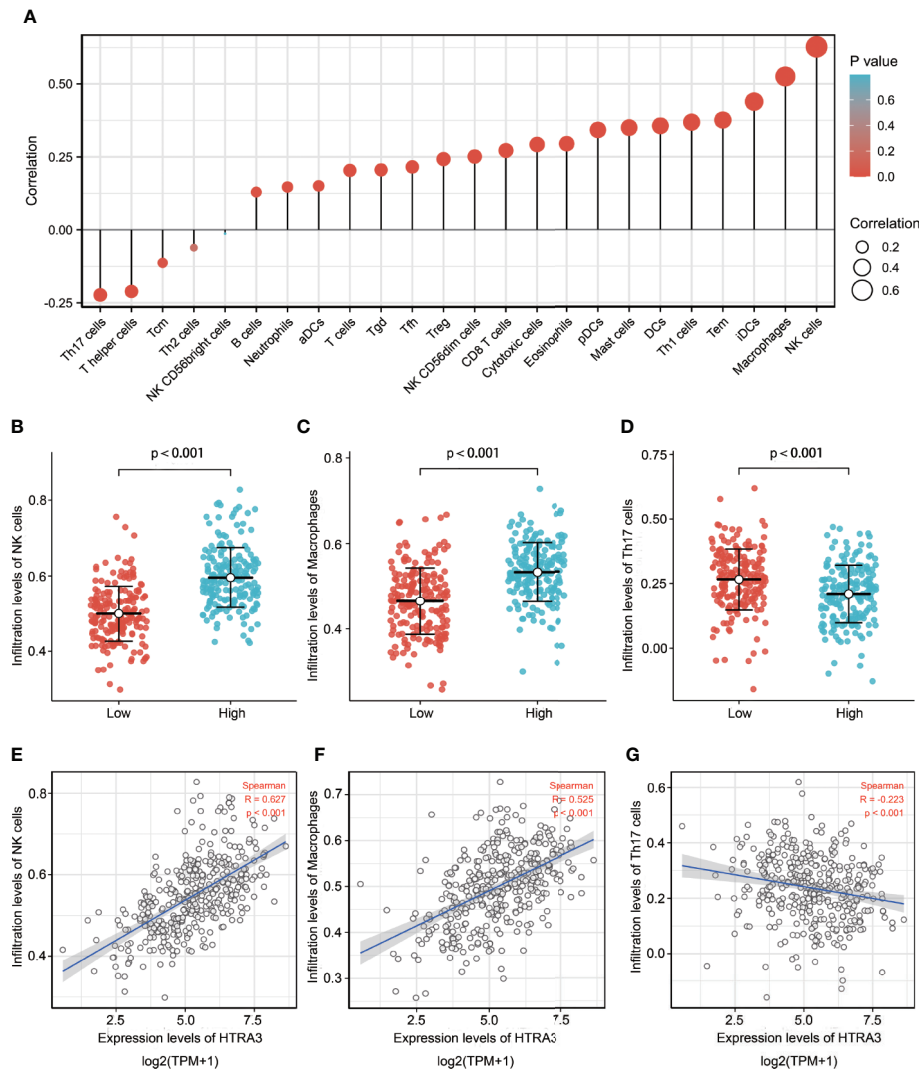 A
Correlation
0.50
0.25
0.00
-0.25
Th17 cells
T helper cells
Tcm
Th2 cells
NK CD56bright cells
B cells
Neutrophils
aDCs
T cells
Tgd
Tfh
Treg
NK CD56dim cells
CD8 T cells
Cytotoxic cells
Eosinophils
pDCs
Mast cells
DCs
Th1 cells
Tem
iDCs
Macrophages
NK cells
P value
0.6
0.4
0.2
0.0
Correlation
0.2
0.4
0.6
B
p < 0.001
Infiltration levels of NK cells
0.8
0.6
0.4
Low
High
C
p < 0.001
Infiltration levels of Macrophages
0.8
0.6
0.4
Low
High
D
p < 0.001
Infiltration levels of Th17 cells
0.75
0.50
0.25
0.00
Low
High
E
Spearman
R = 0.627
p < 0.001
Infiltration levels of NK cells
0.8
0.6
0.4
2.5
5.0
7.5
Expression levels of HTRA3
log2(TPM+1)
F
Spearman
R = 0.525
p < 0.001
Infiltration levels of Macrophages
0.7
0.6
0.5
0.4
0.3
2.5
5.0
7.5
Expression levels of HTRA3
log2(TPM+1)
G
Spearman
R = -0.223
p < 0.001
Infiltration levels of Th17 cells
0.6
0.4
0.2
0.0
2.5
5.0
7.5
Expression levels of HTRA3
log2(TPM+1)